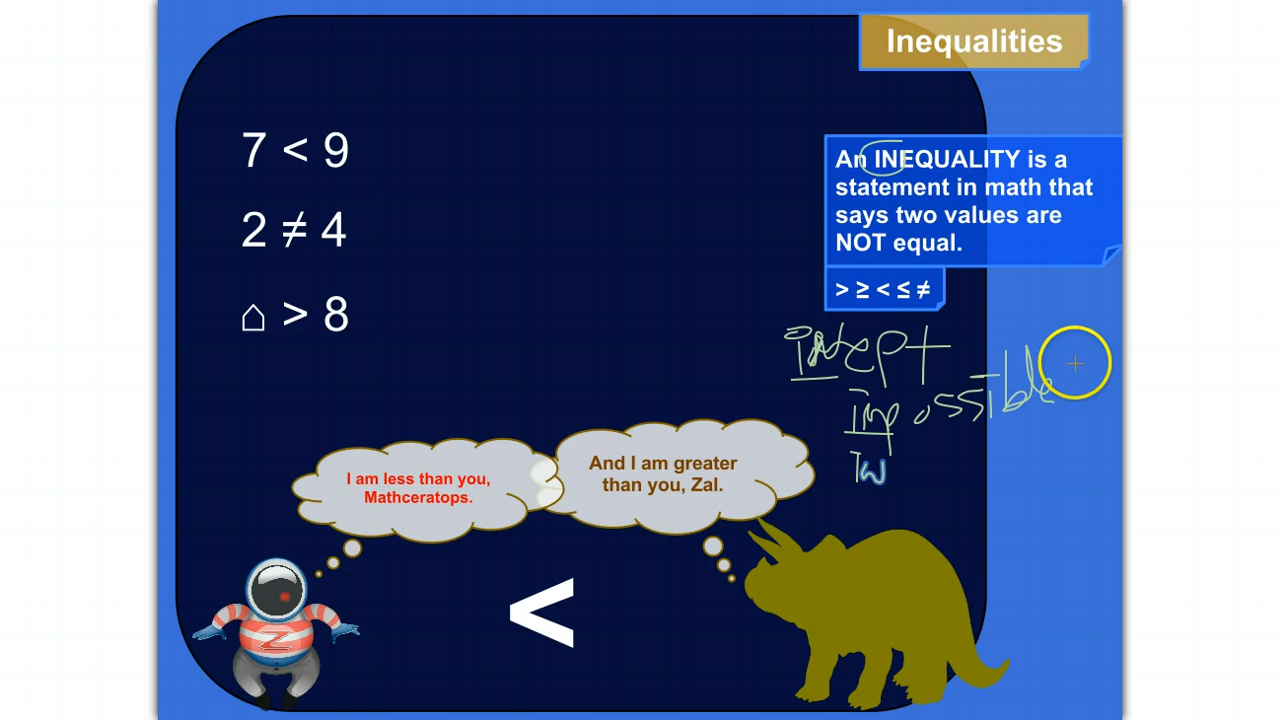 Inequalities
7 < 9
2 ≠ 4
⌂ > 8
An INEQUALITY is a
statement in math that
says two values are
NOT equal.
> ≥ < ≤ ≠
impossible
I am less than you,
Mathceratops.
And I am greater
than you, Zal.
<
Z